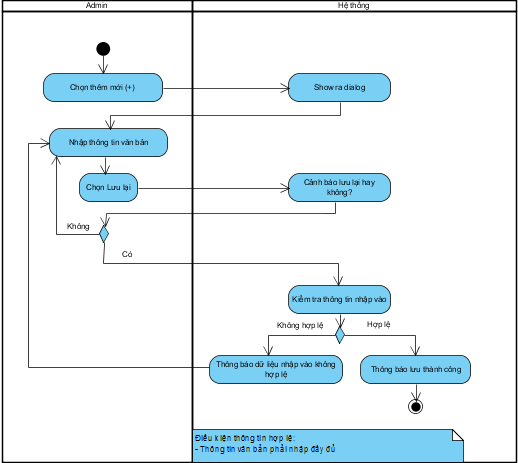 Admin
Hệ thống
Chọn thêm mới (+)
Show ra dialog
Nhập thông tin văn bản
Chọn Lưu lại
Cảnh báo lưu lại hay
không?
Không
Có
Kiểm tra thông tin nhập vào
Không hợp lệ
Hợp lệ
Thông báo dữ liệu nhập vào không
hợp lệ
Thông báo lưu thành công
Điều kiện thông tin hợp lệ:
- Thông tin văn bản phải nhập đầy đủ